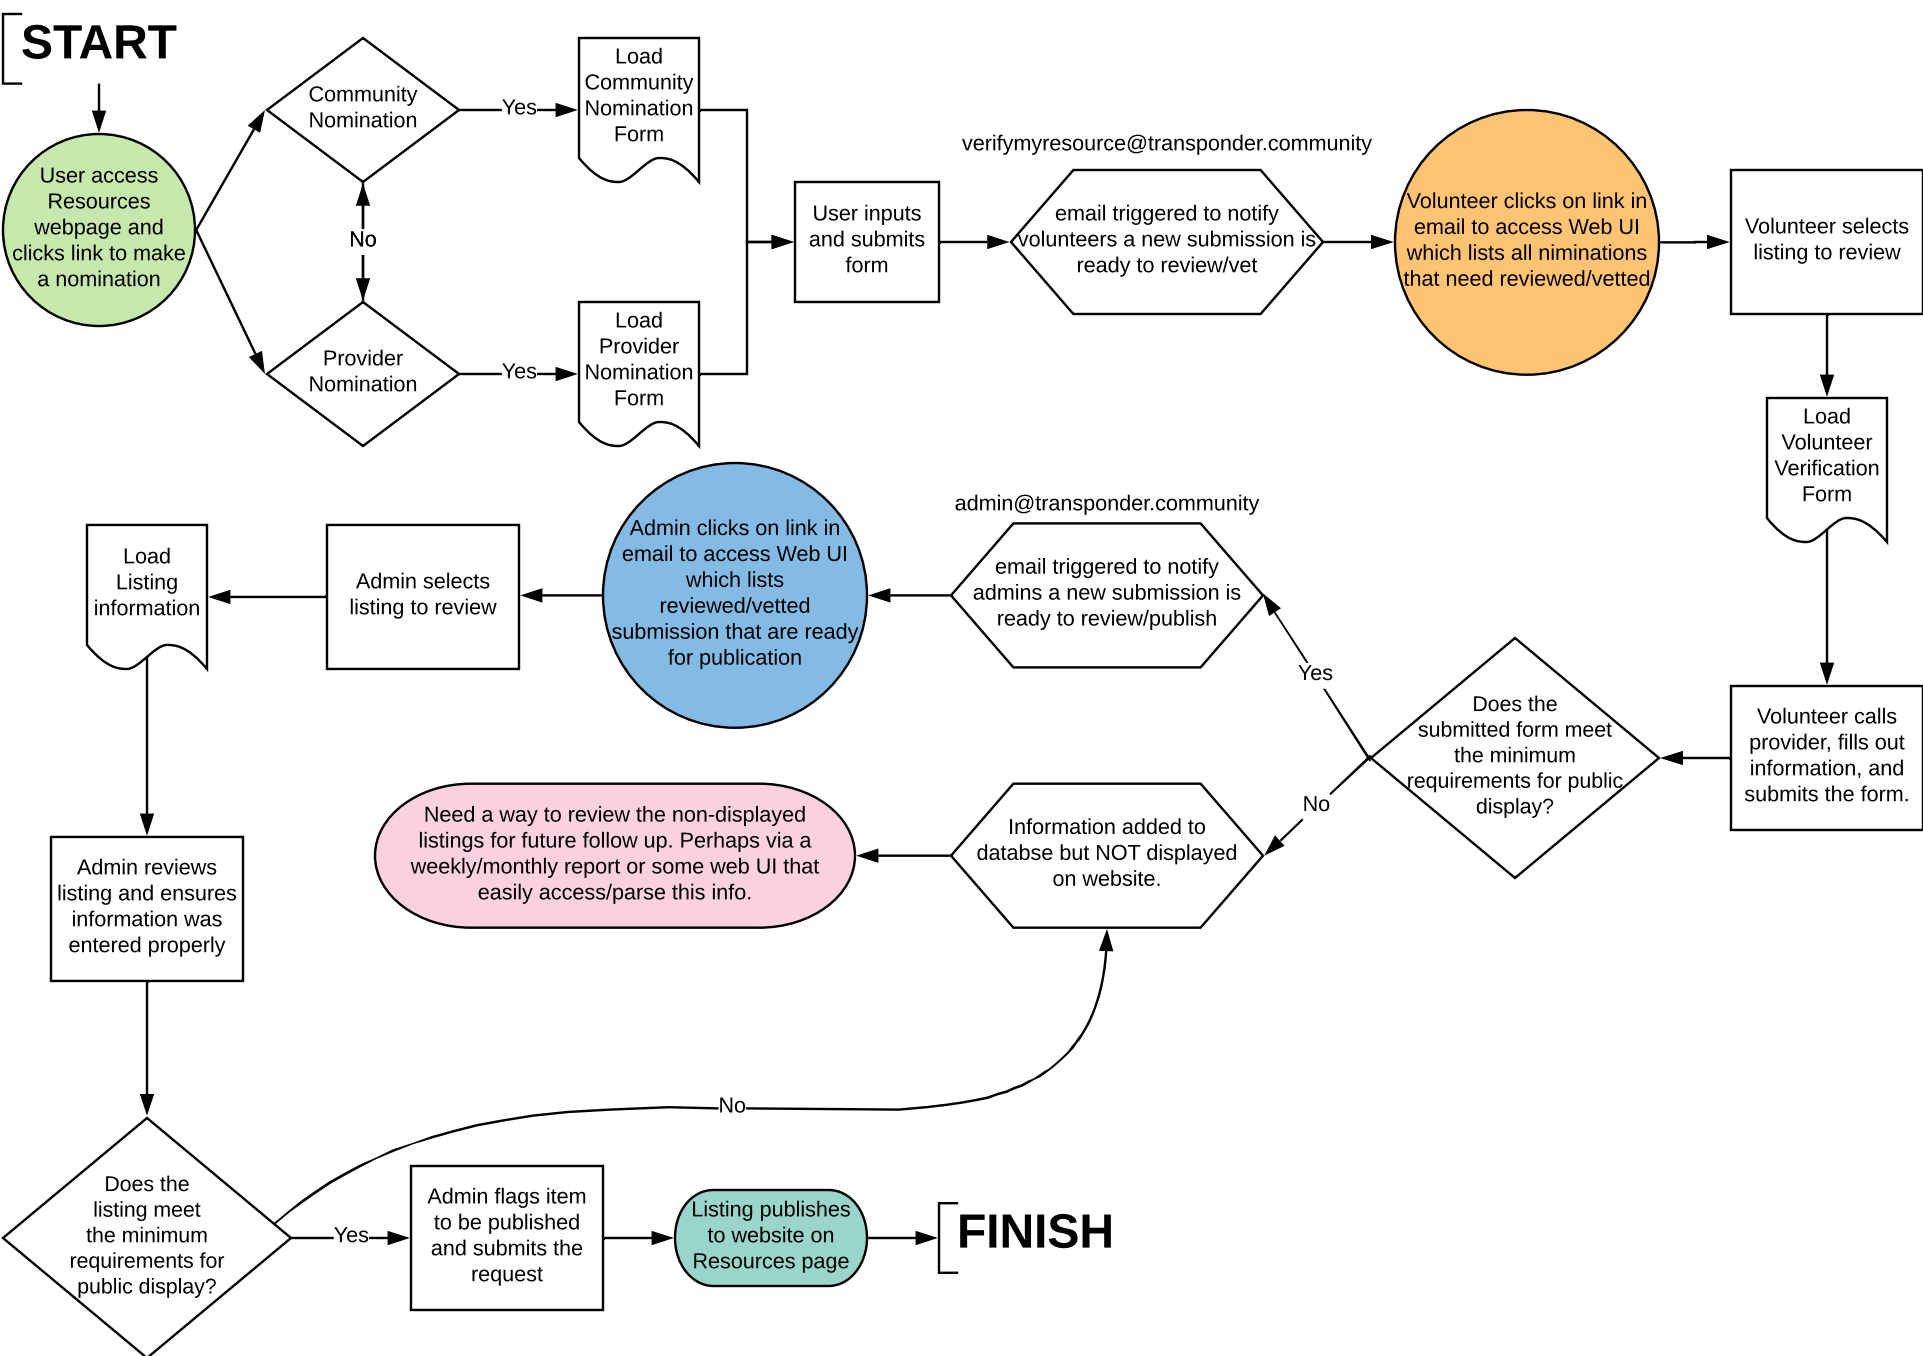 START
User access
Resources
webpage and
clicks link to make
a nomination
Community
Nomination
No
Provider
Nomination
Yes
Load
Community
Nomination
Form
Yes
Load
Provider
Nomination
Form
User inputs
and submits
form
verifymyresource@transponder.community
email triggered to notify
volunteers a new submission is
ready to review/vet
Volunteer clicks on link in
email to access Web UI
which lists all niminations
that need reviewed/vetted
Volunteer selects
listing to review
Load
Volunteer
Verification
Form
Volunteer calls
provider, fills out
information, and
submits the form.
Does the
submitted form meet
the minimum
requirements for public
display?
Yes
No
admin@transponder.community
email triggered to notify
admins a new submission is
ready to review/publish
Information added to
databse but NOT displayed
on website.
Need a way to review the non-displayed
listings for future follow up. Perhaps via a
weekly/monthly report or some web UI that
easily access/parse this info.
Admin clicks on link in
email to access Web UI
which lists
reviewed/vetted
submission that are ready
for publication
Admin selects
listing to review
Load
Listing
information
Admin reviews
listing and ensures
information was
entered properly
Does the
listing meet
the minimum
requirements for
public display?
No
Yes
Admin flags item
to be published
and submits the
request
Listing publishes
to website on
Resources page
FINISH